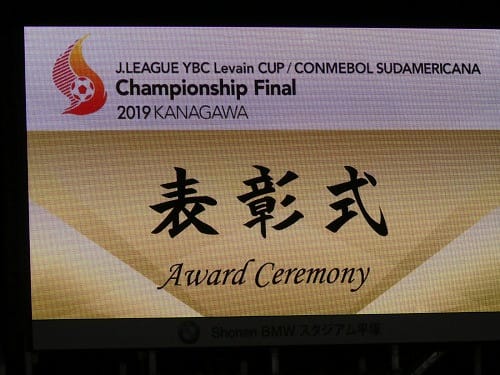 J.LEAGUE YBC Levain CUP / CONMEBOL SUDAMERICANA
Championship Final
2019 KANAGAWA
表彰式
Award Ceremony
Shonan BMW スタジアム平塚